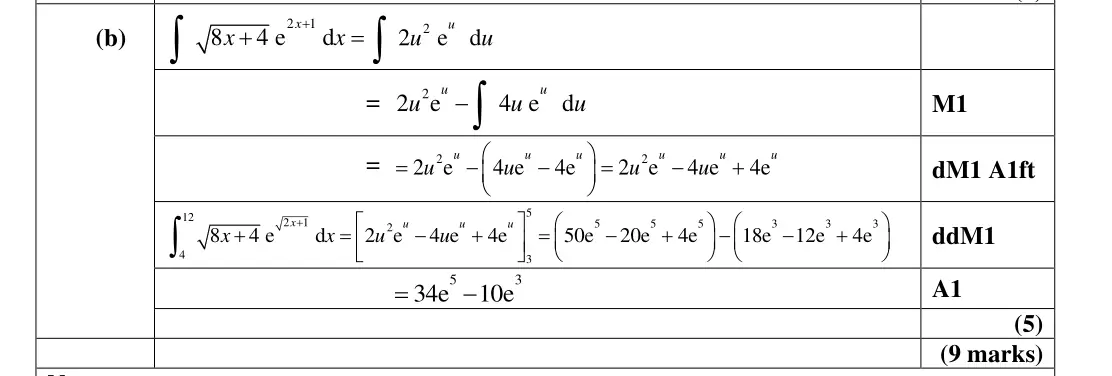 (b) ∫ √(8x + 4) e^(2x+1) dx = ∫ 2u² e^u du
= 2u²e^u − ∫ 4u e^u du M1
= = 2u²e^u − (4ue^u − 4e^u) = 2u²e^u − 4ue^u + 4e^u dM1 A1ft
∫₄¹² √(8x + 4) e^√(2x+1) dx = [2u²e^u − 4ue^u + 4e^u]₃⁵ = (50e⁵ − 20e⁵ + 4e⁵) − (18e³ − 12e³ + 4e³) ddM1
= 34e⁵ − 10e³ A1
(5)
(9 marks)